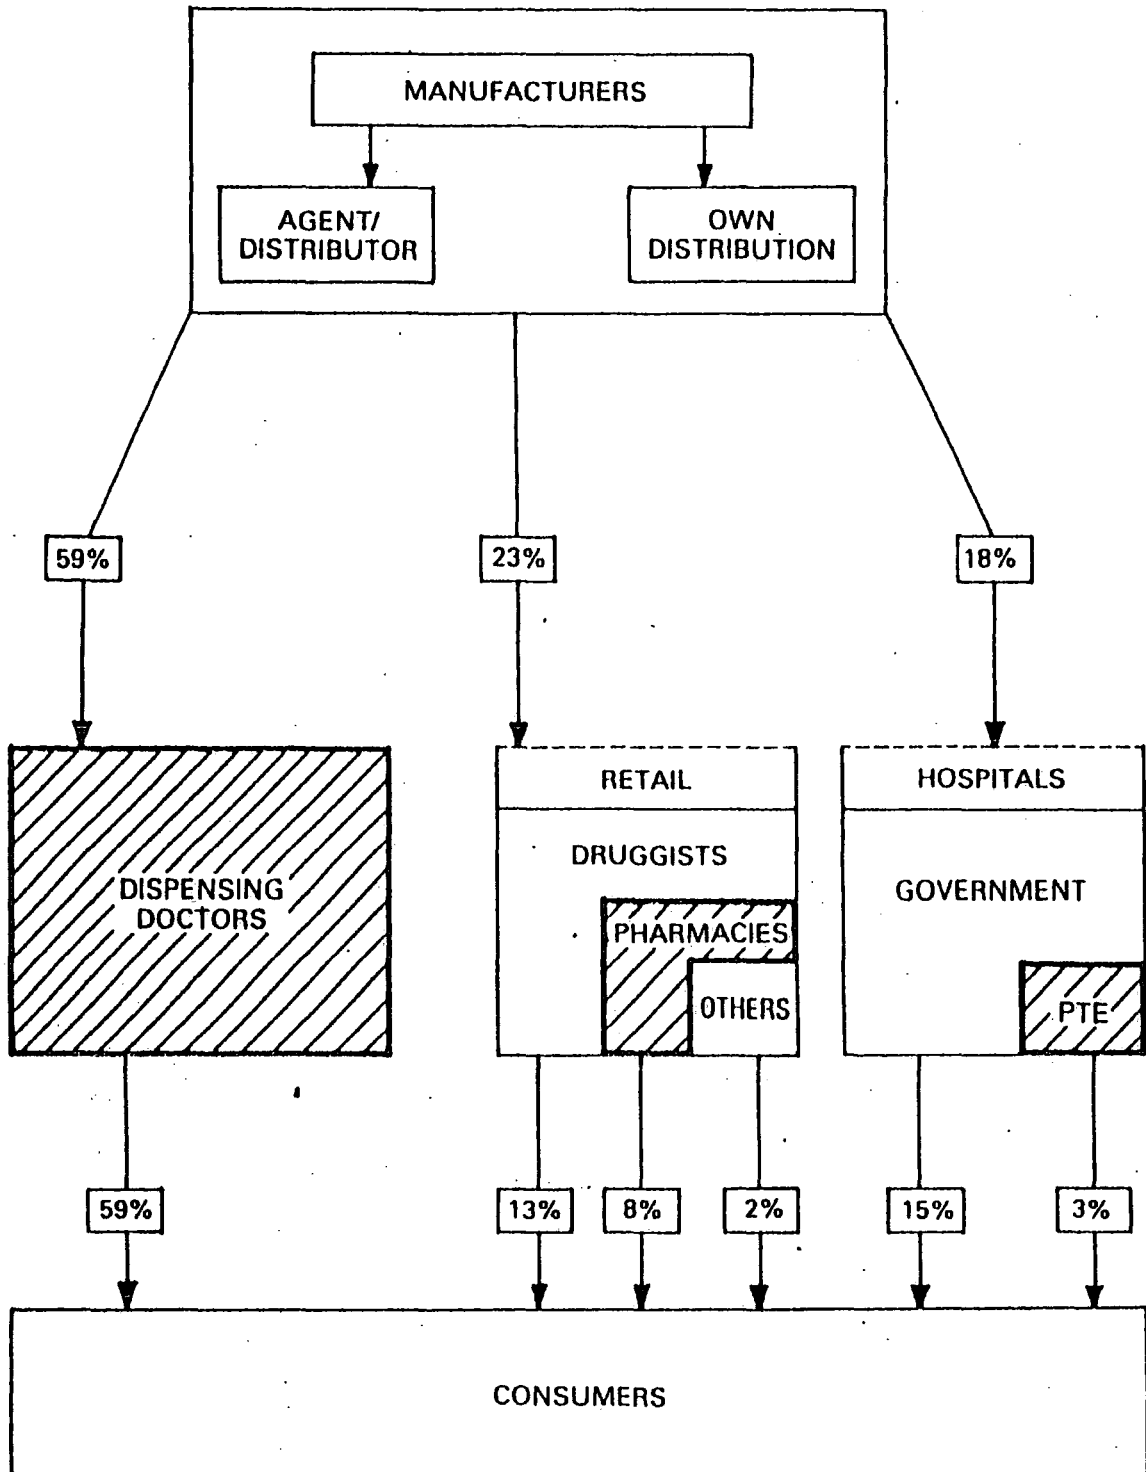 MANUFACTURERS
AGENT/
DISTRIBUTOR
OWN
DISTRIBUTION
59%
23%
18%
DISPENSING
DOCTORS
RETAIL
DRUGGISTS
PHARMACIES
OTHERS
HOSPITALS
GOVERNMENT
PTE
59%
13%
8%
2%
15%
3%
CONSUMERS